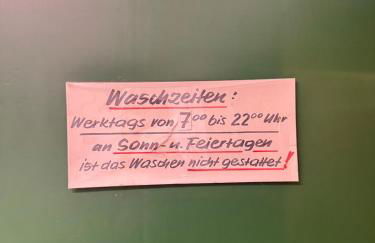 Waschzeiten:
Werktags von 7⁰⁰ bis 22⁰⁰ Uhr
an Sonn- u. Feiertagen
ist das Waschen nicht gestattet!